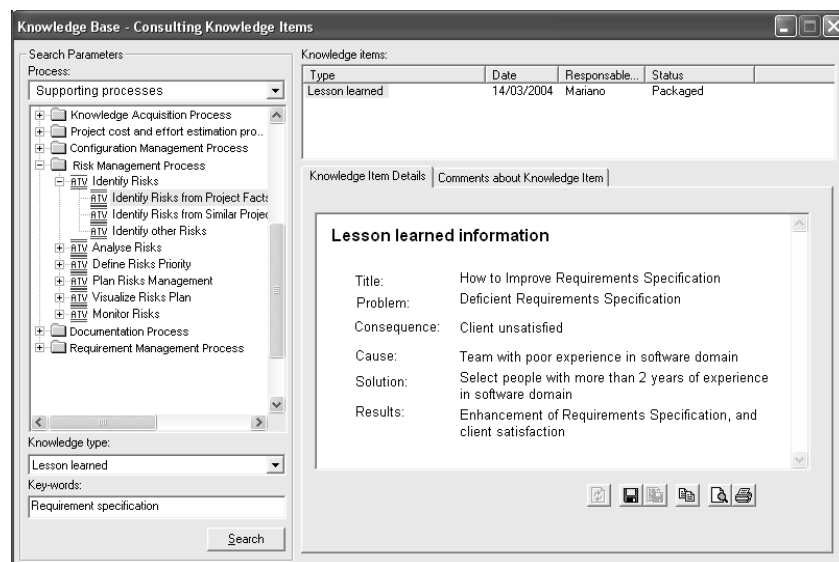 Knowledge Base - Consulting Knowledge Items
Search Parameters
Process:
Supporting processes
Knowledge Acquisition Process
Project cost and effort estimation pro..
Configuration Management Process
Risk Management Process
ATV Identify Risks
ATV Identify Risks from Project Facts
ATV Identify Risks from Similar Projec
ATV Identify other Risks
ATV Analyse Risks
ATV Define Risks Priority
ATV Plan Risks Management
ATV Visualize Risks Plan
ATV Monitor Risks
Documentation Process
Requirement Management Process
Knowledge type:
Lesson learned
Key-words:
Requirement specification
Search
Knowledge items:
Type Date Responsable... Status
Lesson learned 14/03/2004 Mariano Packaged
Knowledge Item Details Comments about Knowledge Item
Lesson learned information
Title: How to Improve Requirements Specification
Problem: Deficient Requirements Specification
Consequence: Client unsatisfied
Cause: Team with poor experience in software domain
Solution: Select people with more than 2 years of experience
in software domain
Results: Enhancement of Requirements Specification, and
client satisfaction